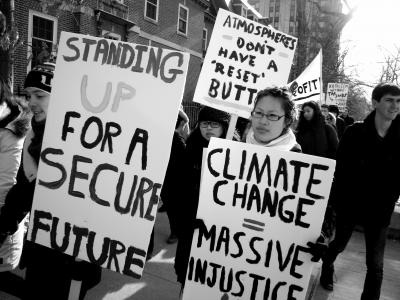 STANDING
UP
FOR A
SECURE
FUTURE
ATMOSPHERES
DON'T
HAVE A
'RESET'
BUTT
CLIMATE
CHANGE
=
MASSIVE
INJUSTICE
OFIT